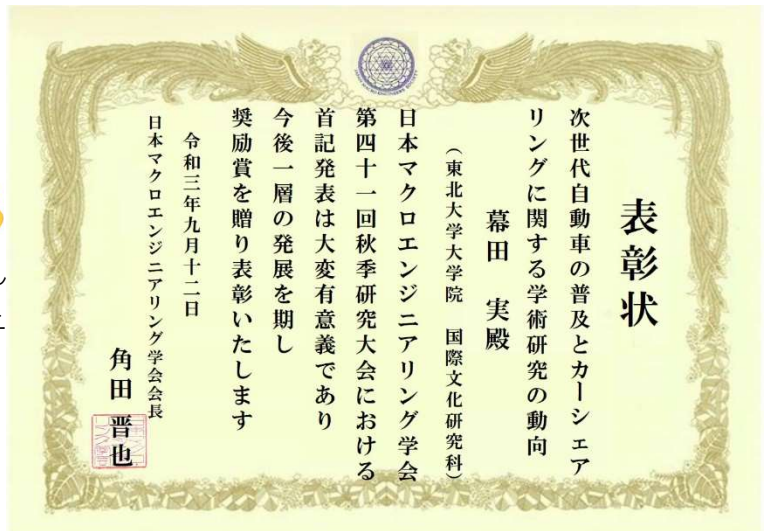 表彰状
次世代自動車の普及とカーシェア
リングに関する学術研究の動向
幕田 実殿
（東北大学大学院 国際文化研究科）
日本マクロエンジニアリング学会
第四十一回秋季研究大会における
首記発表は大変有意義であり
今後一層の発展を期し
奨励賞を贈り表彰いたします
令和三年九月十二日
日本マクロエンジニアリング学会会長
角田 晋也